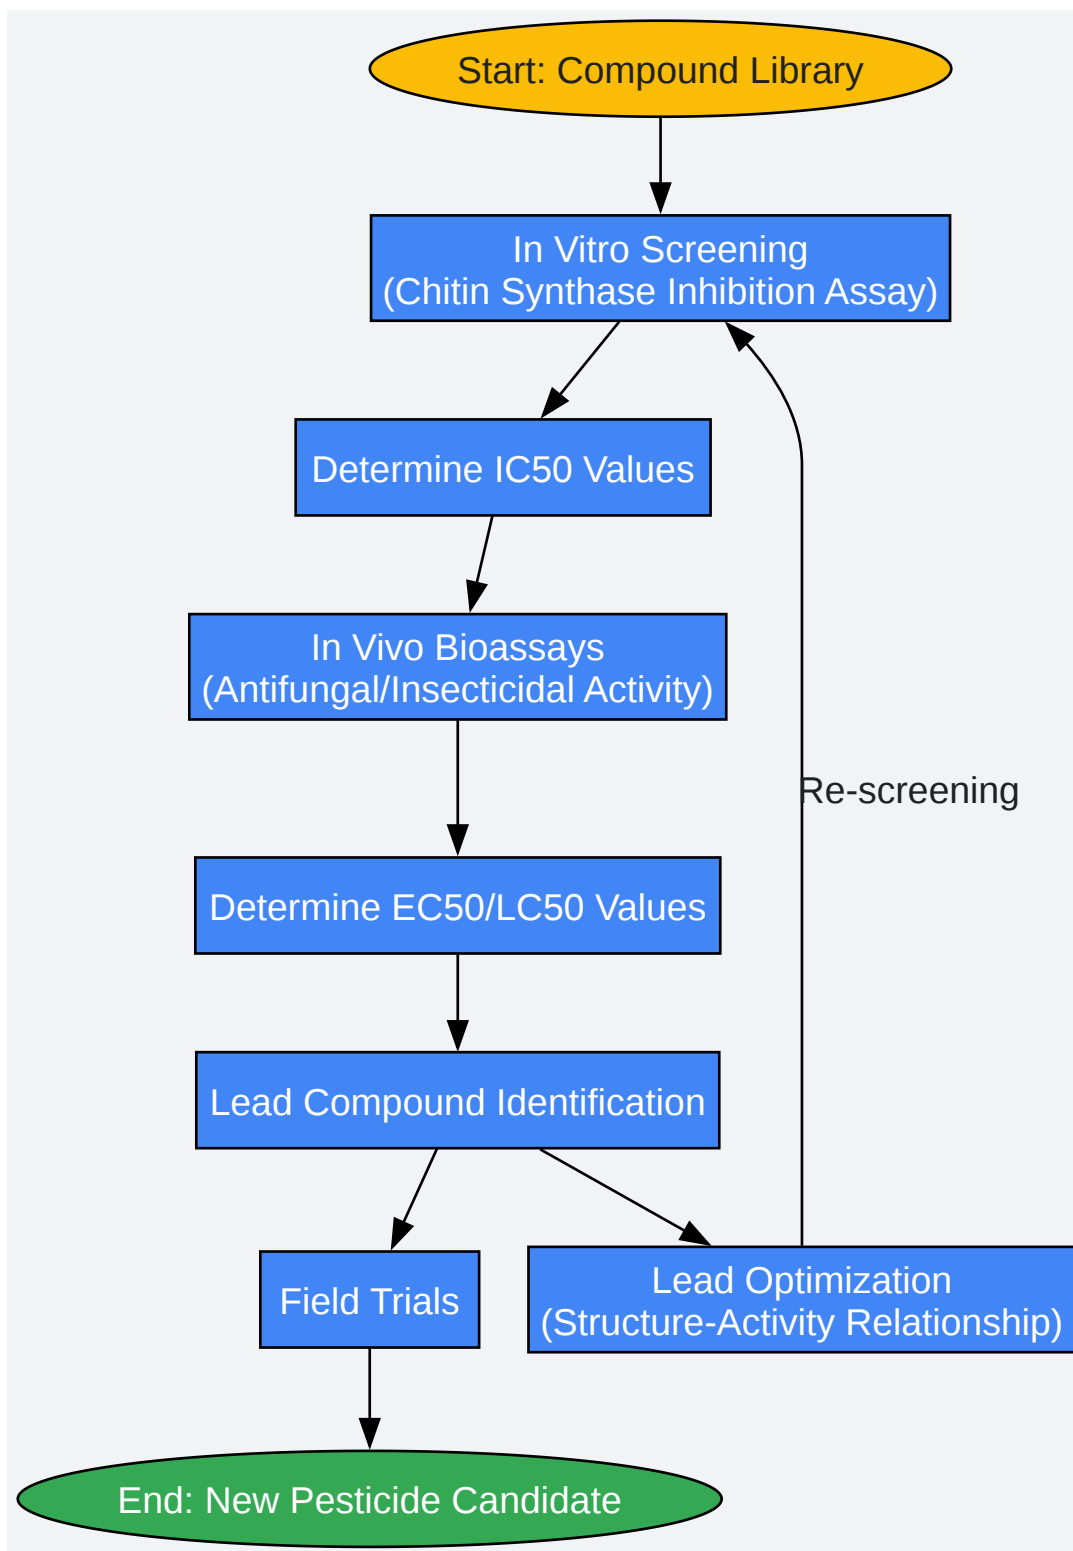 Start: Compound Library
In Vitro Screening
(Chitin Synthase Inhibition Assay)
Determine IC50 Values
In Vivo Bioassays
(Antifungal/Insecticidal Activity)
Re-screening
Determine EC50/LC50 Values
Lead Compound Identification
Field Trials
Lead Optimization
(Structure-Activity Relationship)
End: New Pesticide Candidate